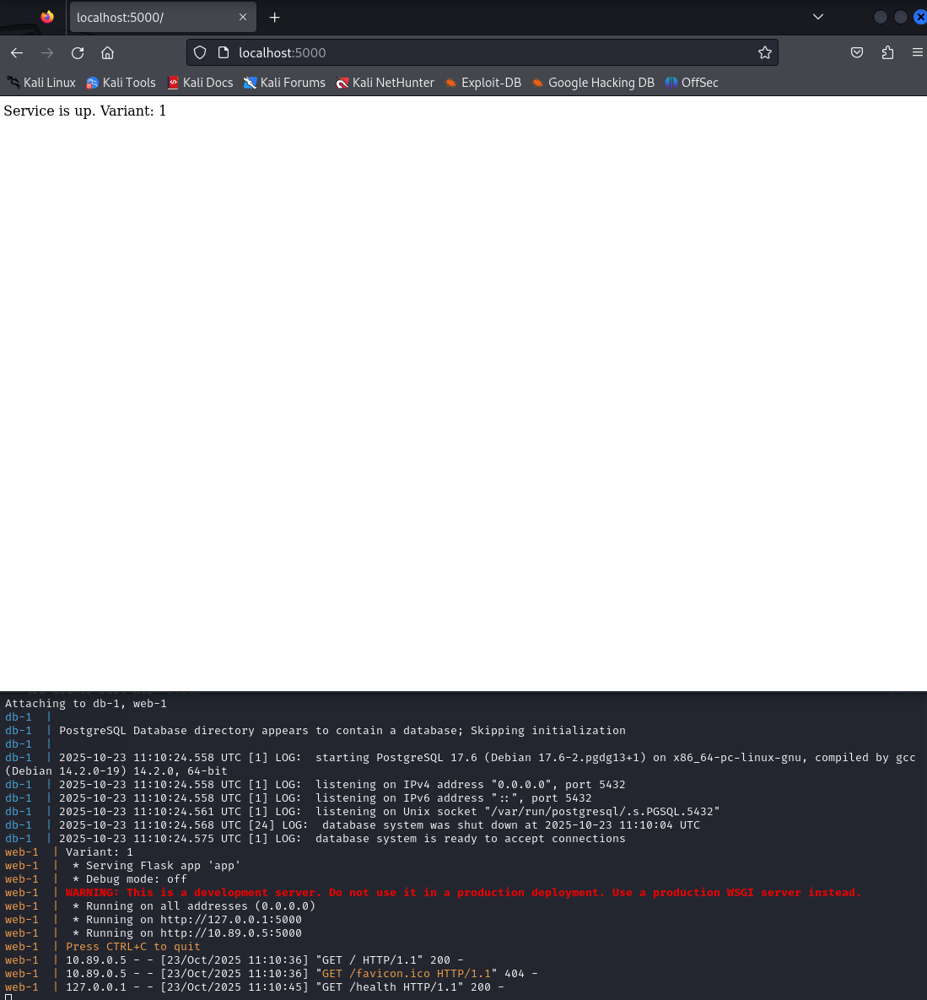 localhost:5000/
localhost:5000
Kali Linux Kali Tools Kali Docs Kali Forums Kali NetHunter Exploit-DB Google Hacking DB OffSec
Service is up. Variant: 1
Attaching to db-1, web-1
db-1  |
db-1  | PostgreSQL Database directory appears to contain a database; Skipping initialization
db-1  |
db-1  | 2025-10-23 11:10:24.558 UTC [1] LOG:  starting PostgreSQL 17.6 (Debian 17.6-2.pgdg13+1) on x86_64-pc-linux-gnu, compiled by gcc
(Debian 14.2.0-19) 14.2.0, 64-bit
db-1  | 2025-10-23 11:10:24.558 UTC [1] LOG:  listening on IPv4 address "0.0.0.0", port 5432
db-1  | 2025-10-23 11:10:24.558 UTC [1] LOG:  listening on IPv6 address "::", port 5432
db-1  | 2025-10-23 11:10:24.561 UTC [1] LOG:  listening on Unix socket "/var/run/postgresql/.s.PGSQL.5432"
db-1  | 2025-10-23 11:10:24.568 UTC [24] LOG:  database system was shut down at 2025-10-23 11:10:04 UTC
db-1  | 2025-10-23 11:10:24.575 UTC [1] LOG:  database system is ready to accept connections
web-1  | Variant: 1
web-1  |  * Serving Flask app 'app'
web-1  |  * Debug mode: off
web-1  | WARNING: This is a development server. Do not use it in a production deployment. Use a production WSGI server instead.
web-1  |  * Running on all addresses (0.0.0.0)
web-1  |  * Running on http://127.0.0.1:5000
web-1  |  * Running on http://10.89.0.5:5000
web-1  | Press CTRL+C to quit
web-1  | 10.89.0.5 - - [23/Oct/2025 11:10:36] "GET / HTTP/1.1" 200 -
web-1  | 10.89.0.5 - - [23/Oct/2025 11:10:36] "GET /favicon.ico HTTP/1.1" 404 -
web-1  | 127.0.0.1 - - [23/Oct/2025 11:10:45] "GET /health HTTP/1.1" 200 -